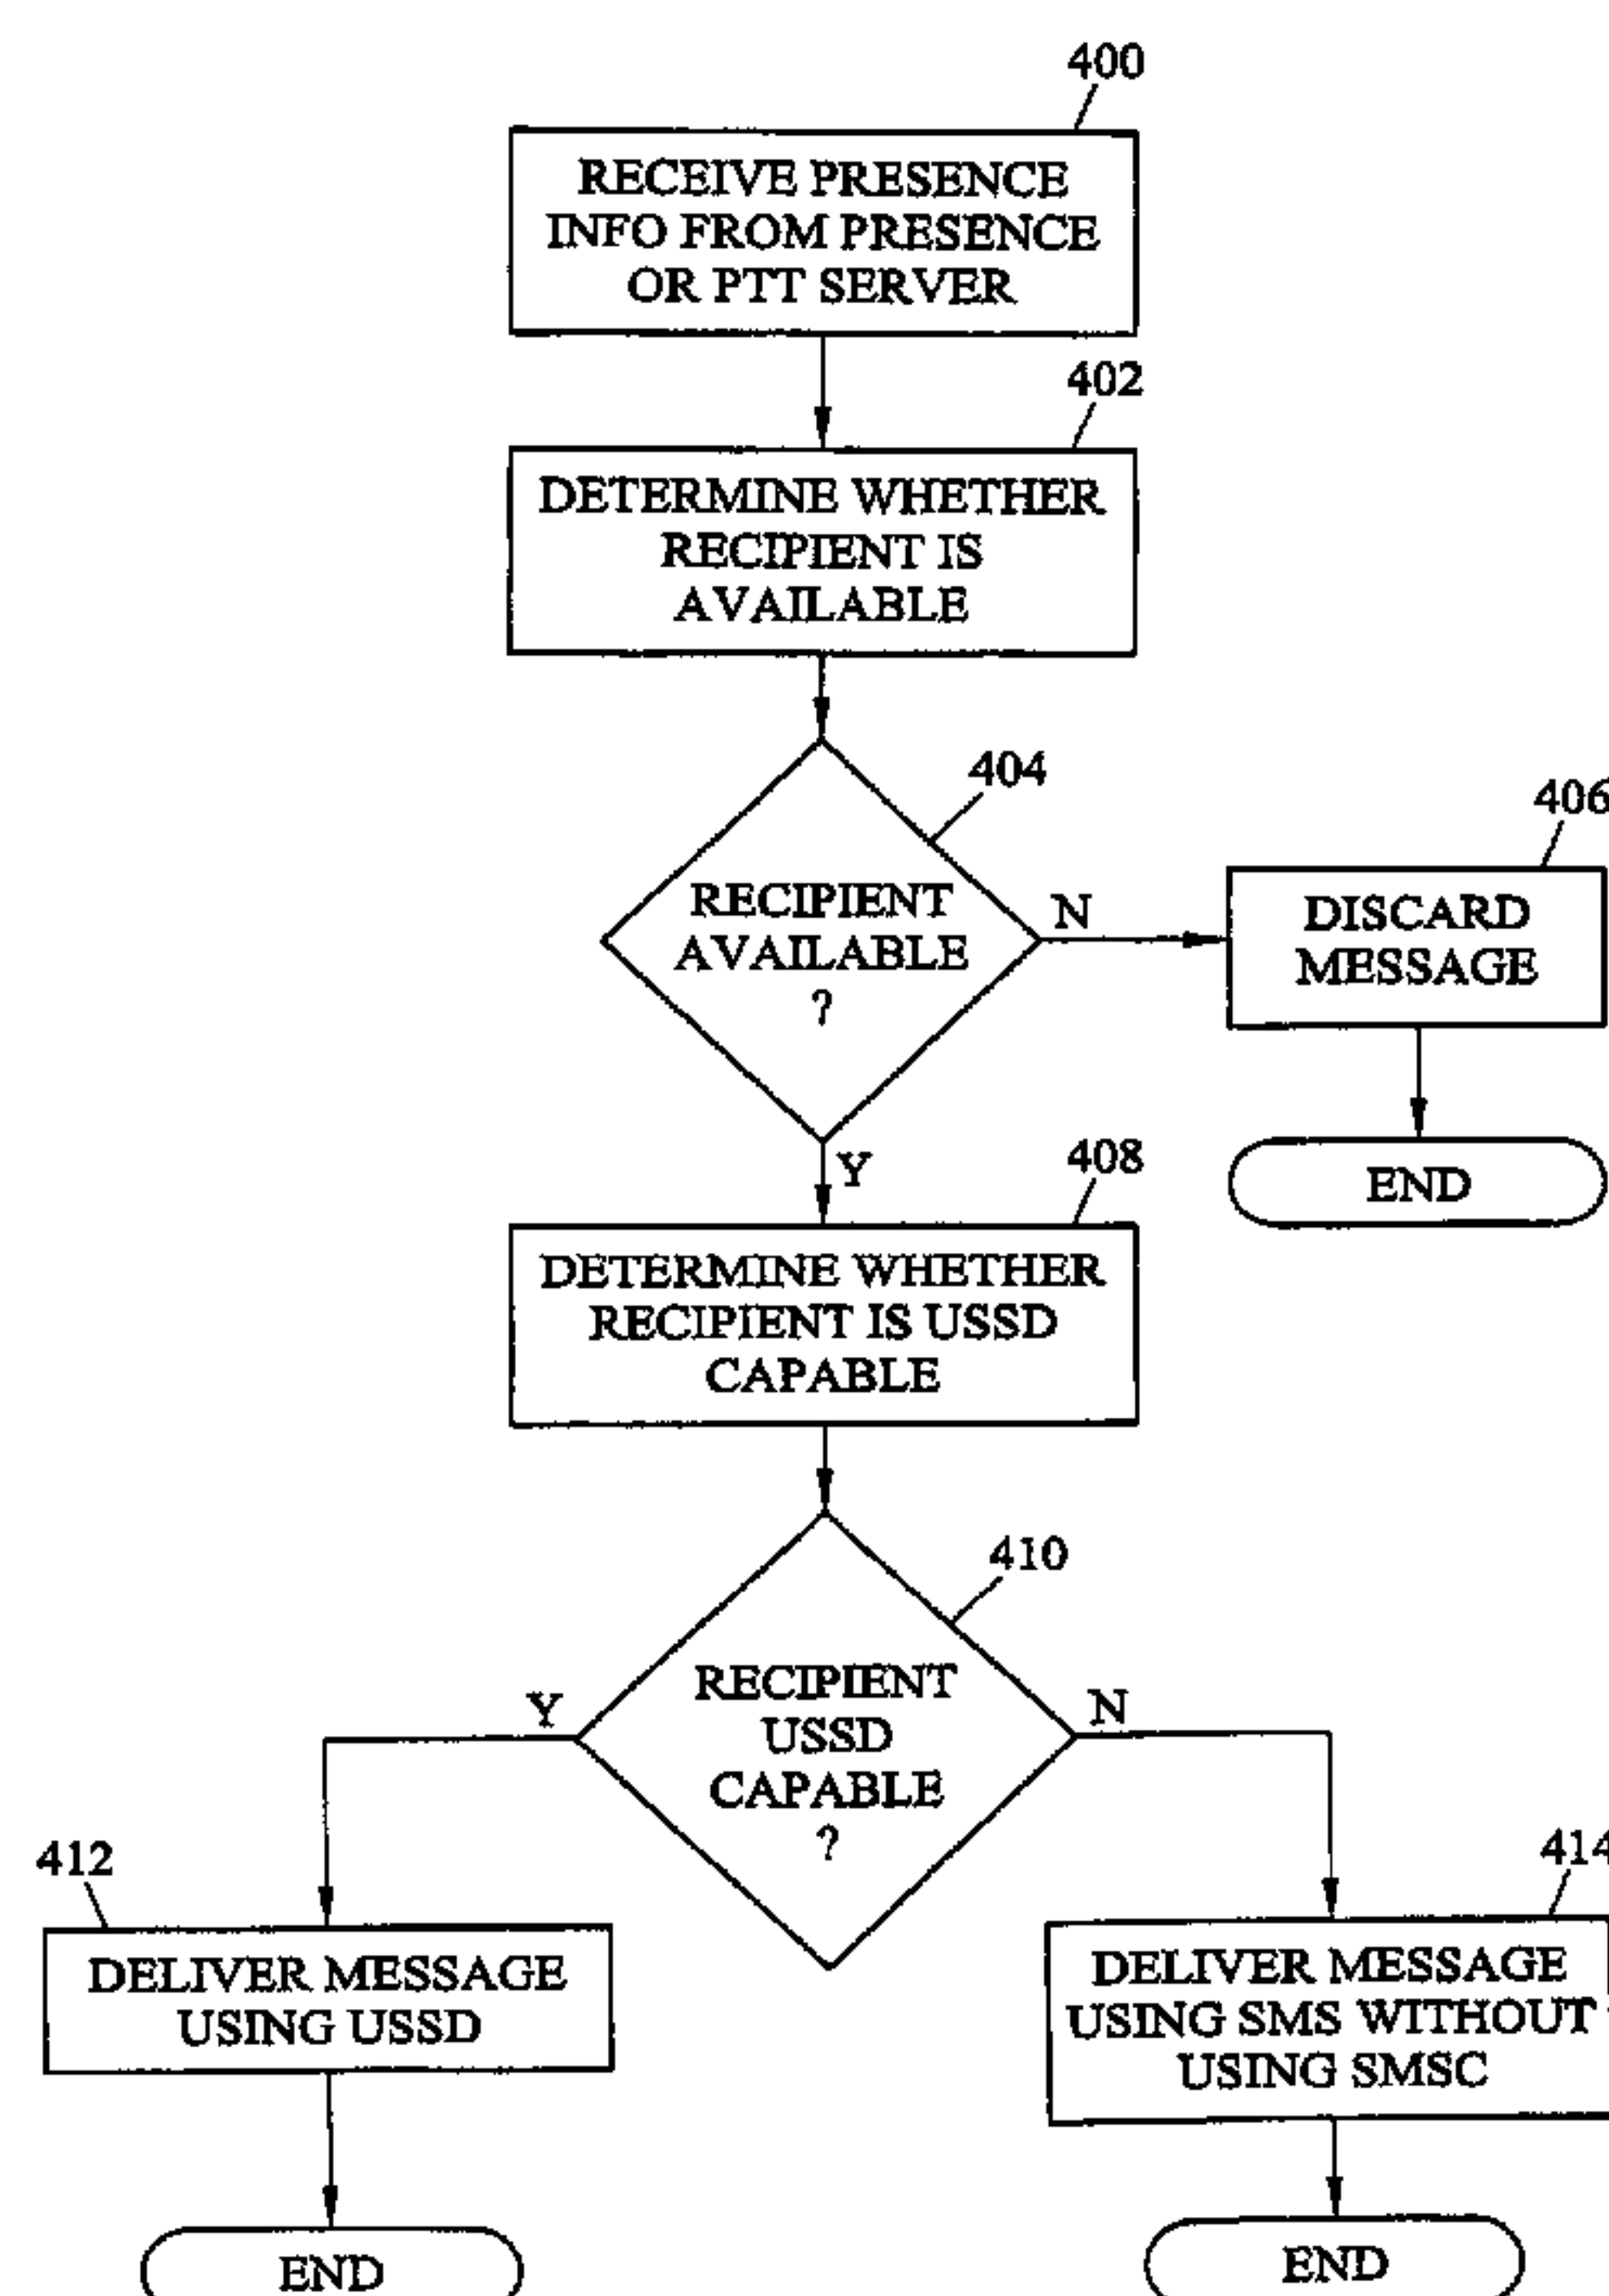 400
RECEIVE PRESENCE
INFO FROM PRESENCE
OR PTT SERVER
402
DETERMINE WHETHER
RECIPIENT IS
AVAILABLE
404
RECIPIENT
AVAILABLE
?
N
406
DISCARD
MESSAGE
END
Y
408
DETERMINE WHETHER
RECIPIENT IS USSD
CAPABLE
410
RECIPIENT
USSD
CAPABLE
?
Y
N
412
DELIVER MESSAGE
USING USSD
END
414
DELIVER MESSAGE
USING SMS WITHOUT
USING SMSC
END